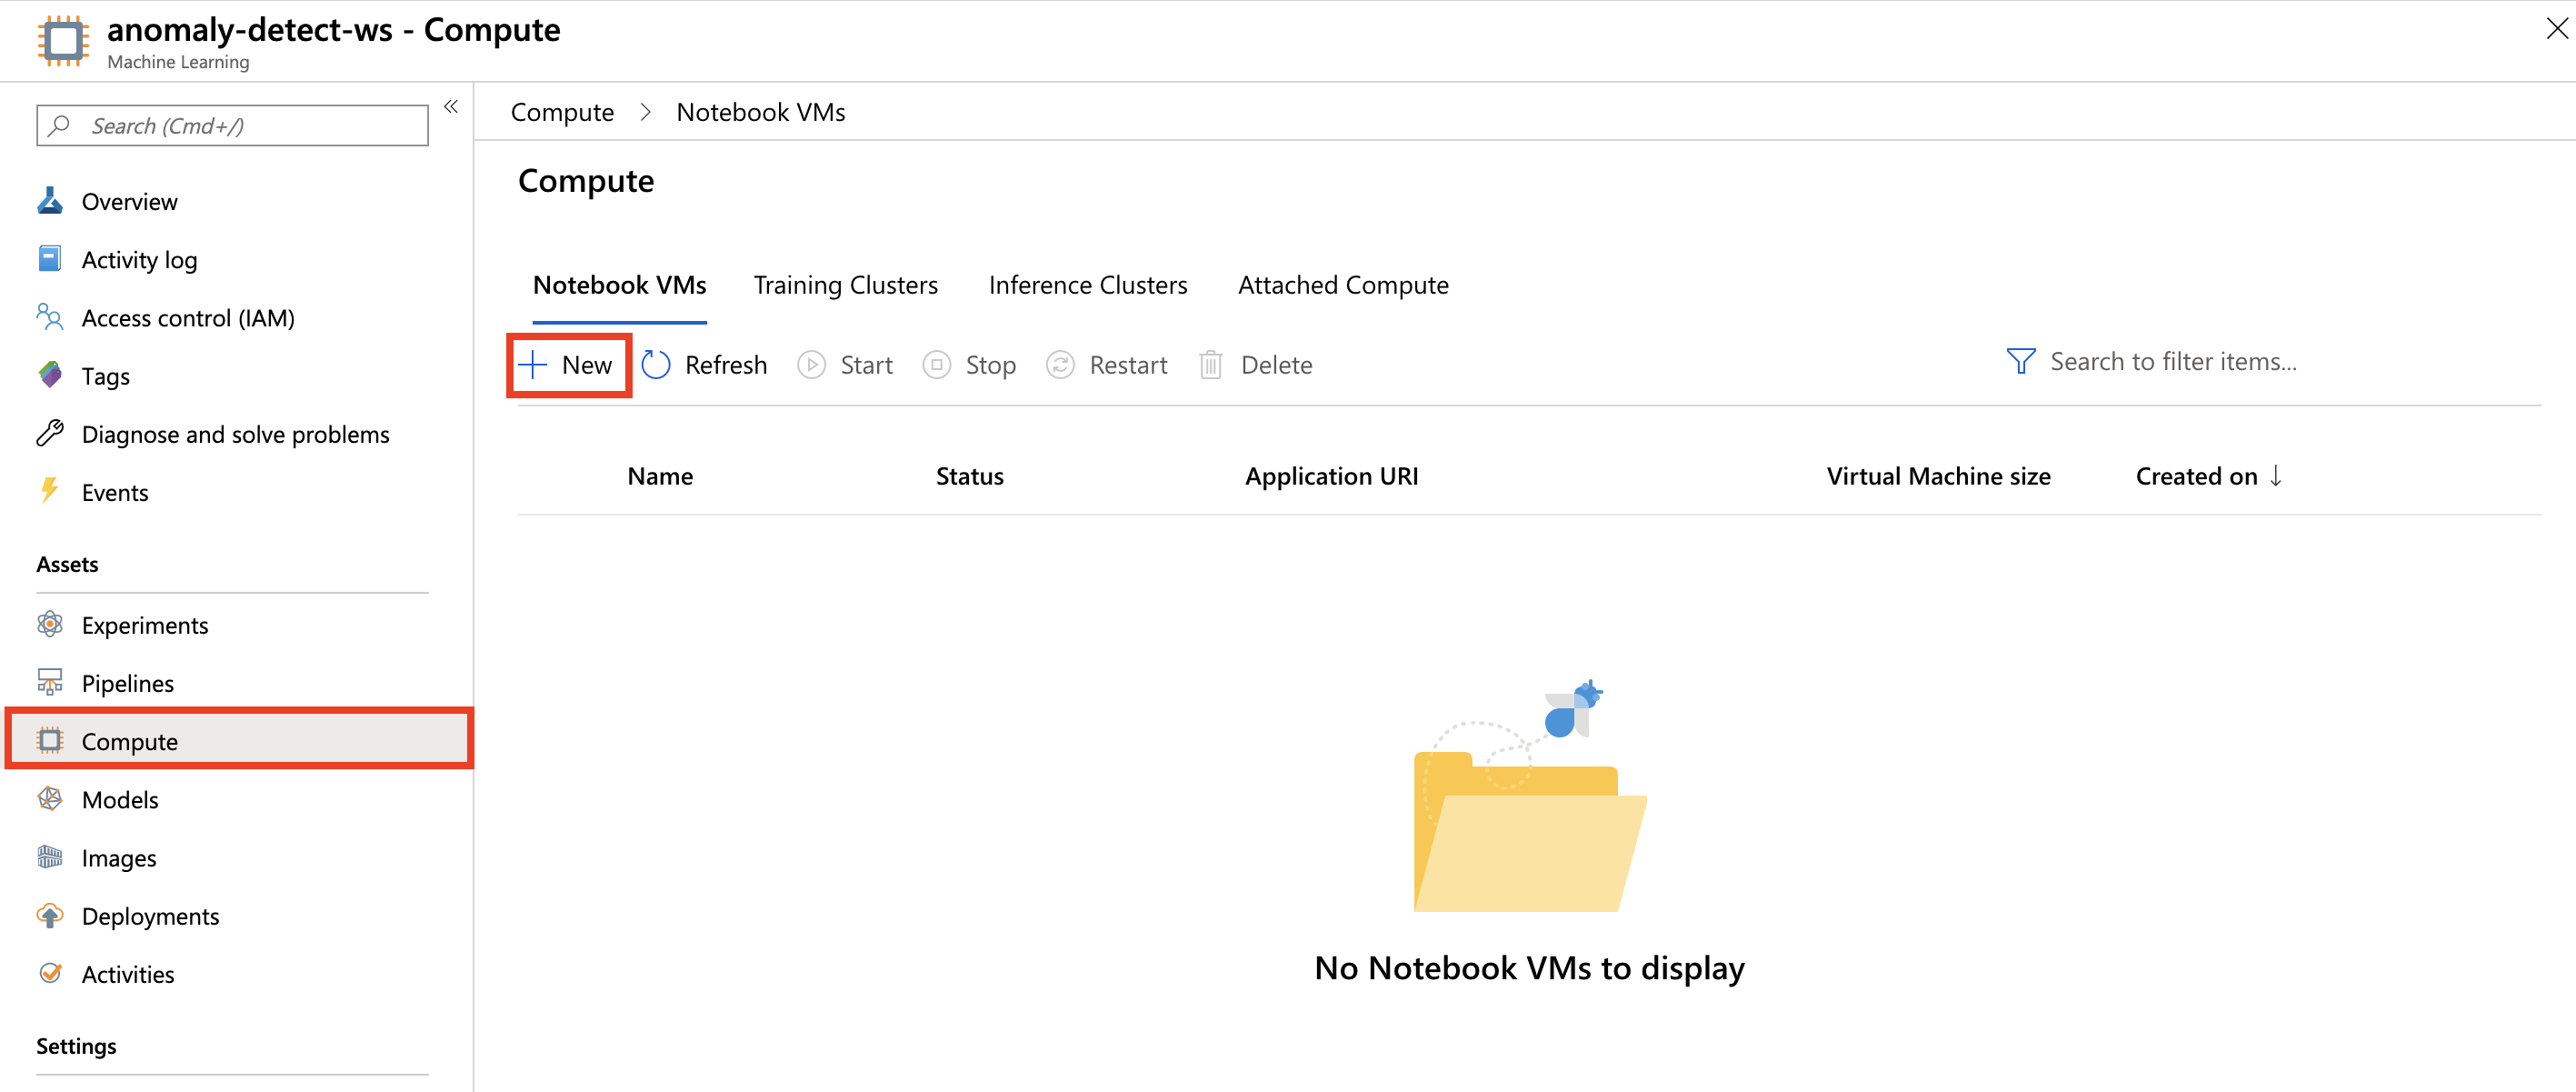 anomaly-detect-ws - Compute
Machine Learning
Search (Cmd+/)
Overview
Activity log
Access control (IAM)
Tags
Diagnose and solve problems
Events
Assets
Experiments
Pipelines
Compute
Models
Images
Deployments
Activities
Settings
Compute > Notebook VMs
Compute
Notebook VMs Training Clusters Inference Clusters Attached Compute
New Refresh Start Stop Restart Delete Search to filter items...
Name Status Application URI Virtual Machine size Created on ↓
No Notebook VMs to display